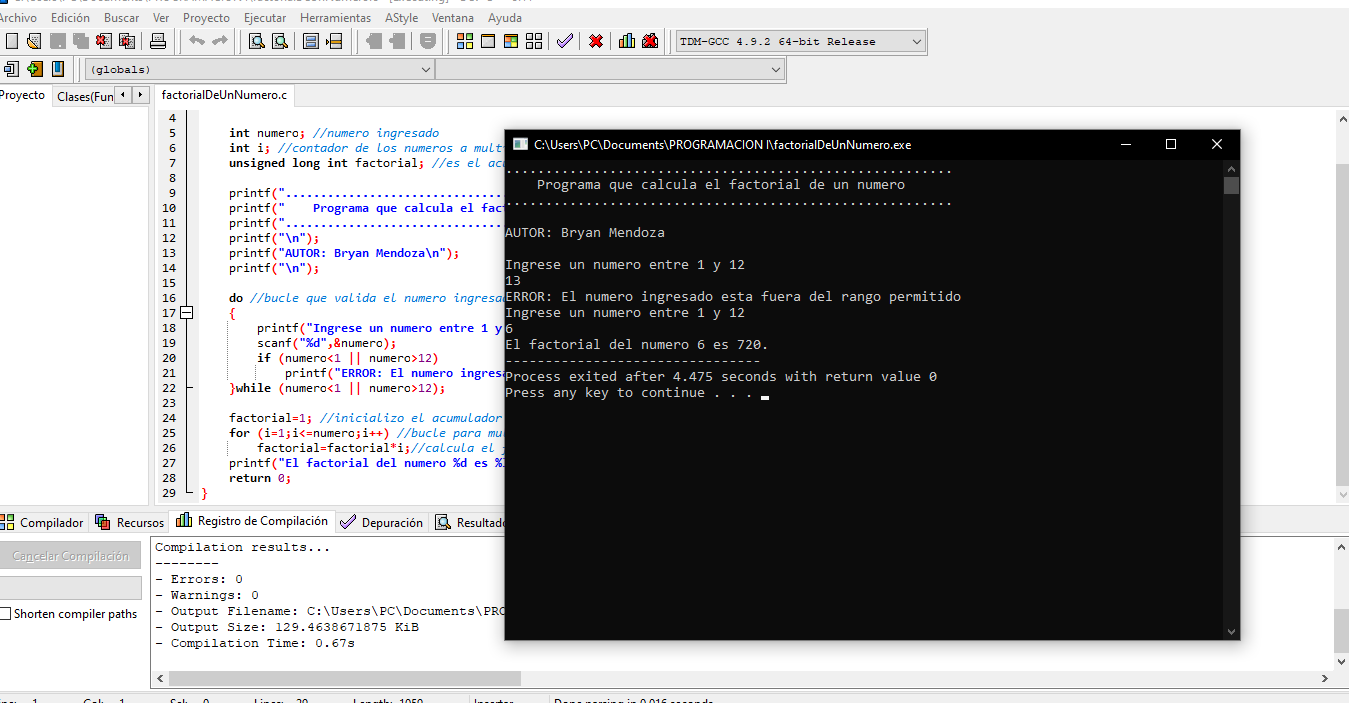 Archivo Edición Buscar Ver Proyecto Ejecutar Herramientas AStyle Ventana Ayuda
TDM-GCC 4.9.2 64-bit Release
(globals)
Proyecto Clases(Fun factorialDeUnNumero.c
4
5 int numero; //numero ingresado
6 int i; //contador de los numeros a
7 unsigned long int factorial; //es el
8
9 printf("..................................
10 printf(" Programa que calcula el
11 printf("..................................
12 printf("\n");
13 printf("AUTOR: Bryan Mendoza\n");
14 printf("\n");
15
16 do //bucle que valida el numero
17 {
18 printf("Ingrese un numero entre 1 y
19 scanf("%d",&numero);
20 if (numero<1 || numero>12)
21 printf("ERROR: El numero
22 }while (numero<1 || numero>12);
23
24 factorial=1; //inicializo el acumulador
25 for (i=1;i<=numero;i++) //bucle para
26 factorial=factorial*i;//calcula el
27 printf("El factorial del numero %d es
28 return 0;
29 }
C:\Users\PC\Documents\PROGRAMACION I\factorialDeUnNumero.exe
........................................................
Programa que calcula el factorial de un numero
........................................................
AUTOR: Bryan Mendoza
Ingrese un numero entre 1 y 12
13
ERROR: El numero ingresado esta fuera del rango permitido
Ingrese un numero entre 1 y 12
6
El factorial del numero 6 es 720.
--------------------------------
Process exited after 4.475 seconds with return value 0
Press any key to continue . . .
Compilador Recursos Registro de Compilación Depuración
Cancelar Compilación
Shorten compiler paths
Compilation results...
--------
- Errors: 0
- Warnings: 0
- Output Filename: C:\Users\PC\Documents\PRO
- Output Size: 129.4638671875 KiB
- Compilation Time: 0.67s